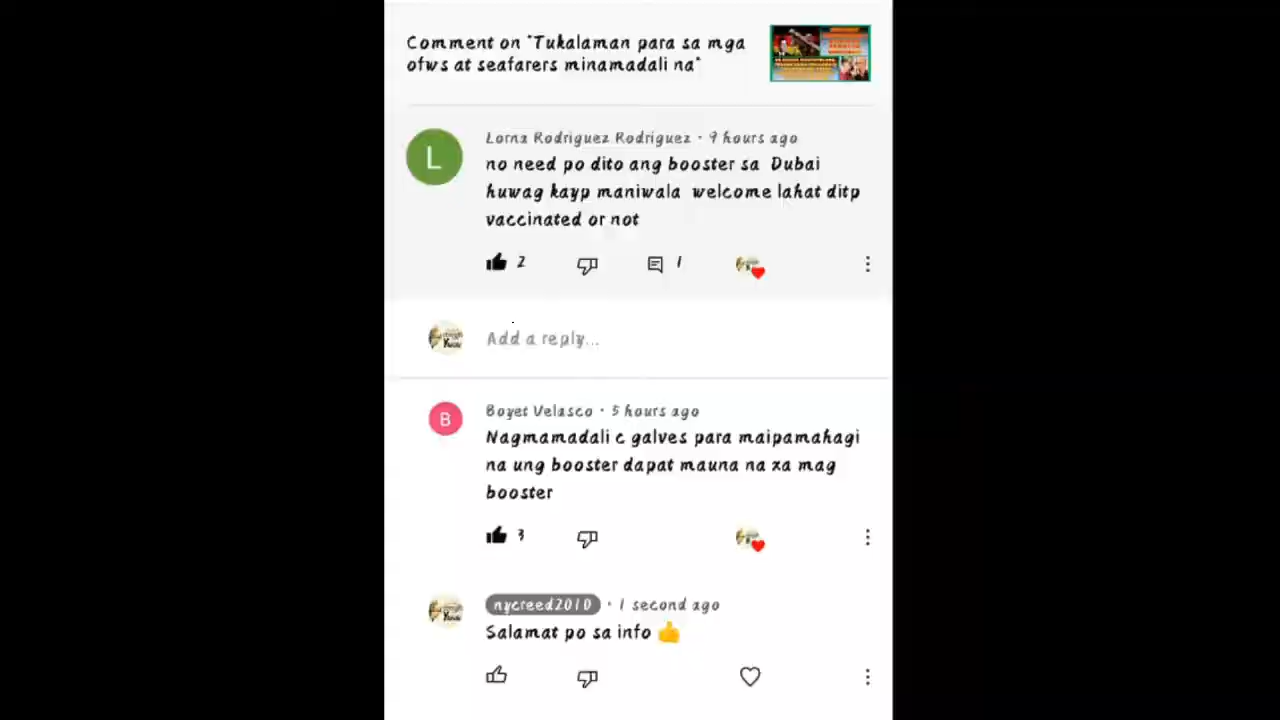 Comment on "Tukalaman para sa mga
ofws at seafarers minamadali na"
L
Lorna Rodriguez Rodriguez · 9 hours ago
no need po dito ang booster sa Dubai
huwag kayp maniwala welcome lahat ditp
vaccinated or not
2
1
Add a reply...
B
Boyet Velasco · 5 hours ago
Nagmamadali c galves para maipamahagi
na ung booster dapat mauna na xa mag
booster
3
nycreed2010 · 1 second ago
Salamat po sa info 👍